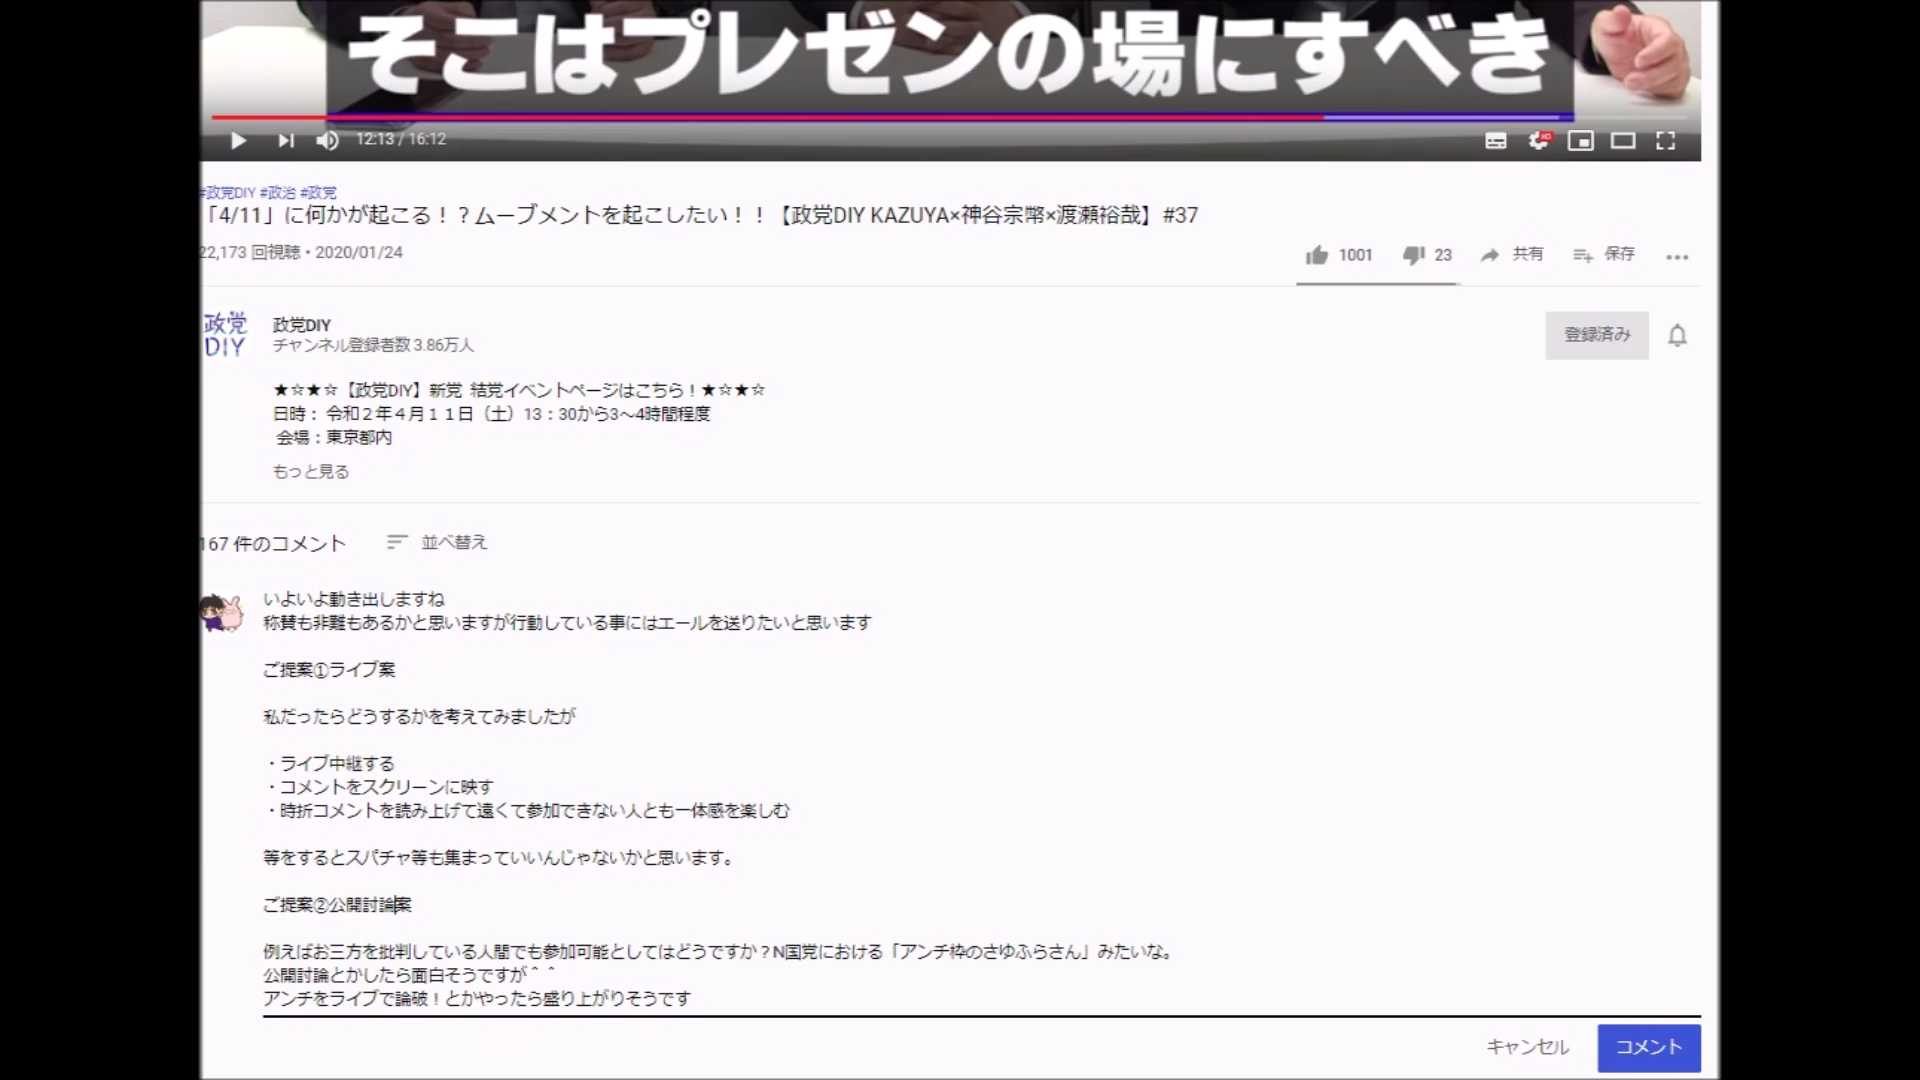 そこはプレゼンの場にすべき
12:13 / 16:12
HD
#政党DIY #政治 #政党
「4/11」に何かが起こる！？ムーブメントを起こしたい！！【政党DIY KAZUYA×神谷宗幣×渡瀬裕哉】#37
22,173 回視聴・2020/01/24
1001 23 共有 保存
政党
DIY
政党DIY
チャンネル登録者数 3.86万人
登録済み
★☆★☆【政党DIY】新党 結党イベントページはこちら！★☆★☆
日時： 令和２年４月１１日（土）13：30から3〜4時間程度
会場：東京都内
もっと見る
167 件のコメント 並べ替え
いよいよ動き出しますね
称賛も非難もあるかと思いますが行動している事にはエールを送りたいと思います
ご提案①ライブ案
私だったらどうするかを考えてみましたが
・ライブ中継する
・コメントをスクリーンに映す
・時折コメントを読み上げて遠くて参加できない人とも一体感を楽しむ
等をするとスパチャ等も集まっていいんじゃないかと思います。
ご提案②公開討論案
例えばお三方を批判している人間でも参加可能としてはどうですか？N国党における「アンチ枠のさゆふらさん」みたいな。
公開討論とかしたら面白そうですが＾＾
アンチをライブで論破！とかやったら盛り上がりそうです
キャンセル コメント